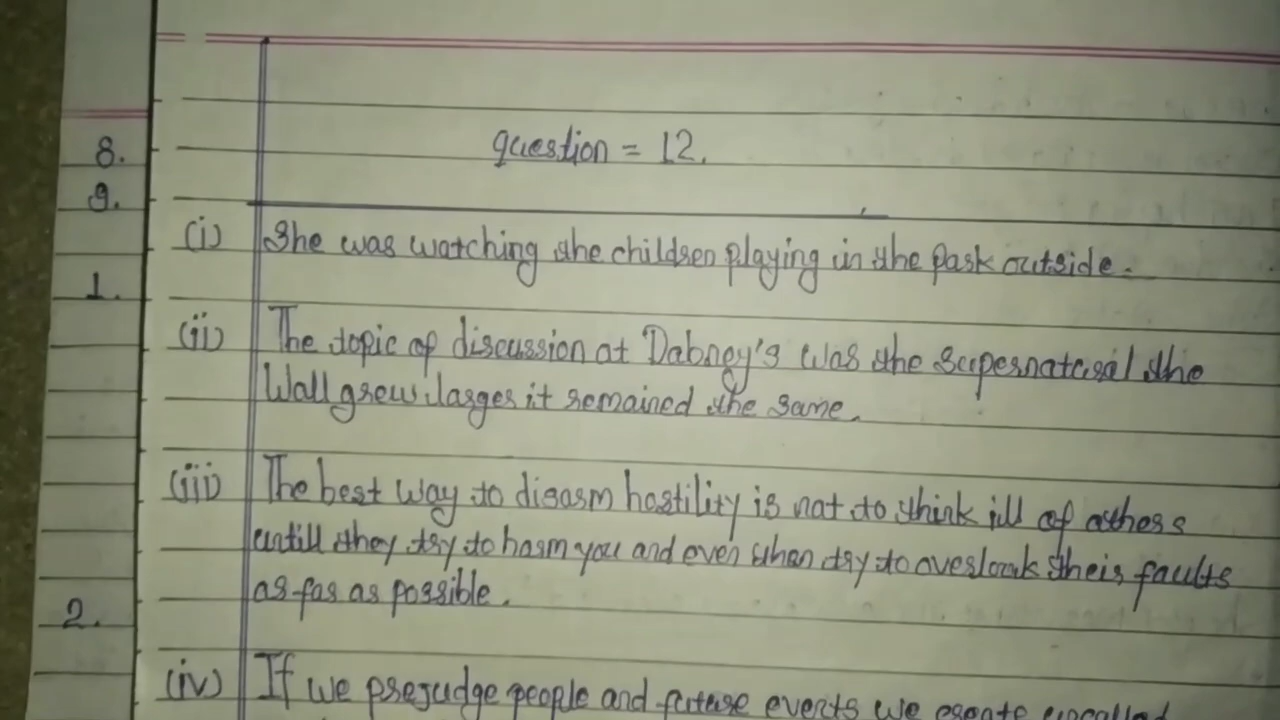 8.
question = 12.
9.
(i) She was watching the children playing in the park outside.
1.
(ii) The topic of discussion at Dabney's was the supernatural the
Wall grew larger it remained the same.
(iii) The best way to disarm hostility is not to think ill of others
untill they try to harm you and even then try to overlook their faults
as far as possible.
2.
(iv) If we prejudge people and future events we create uncalled